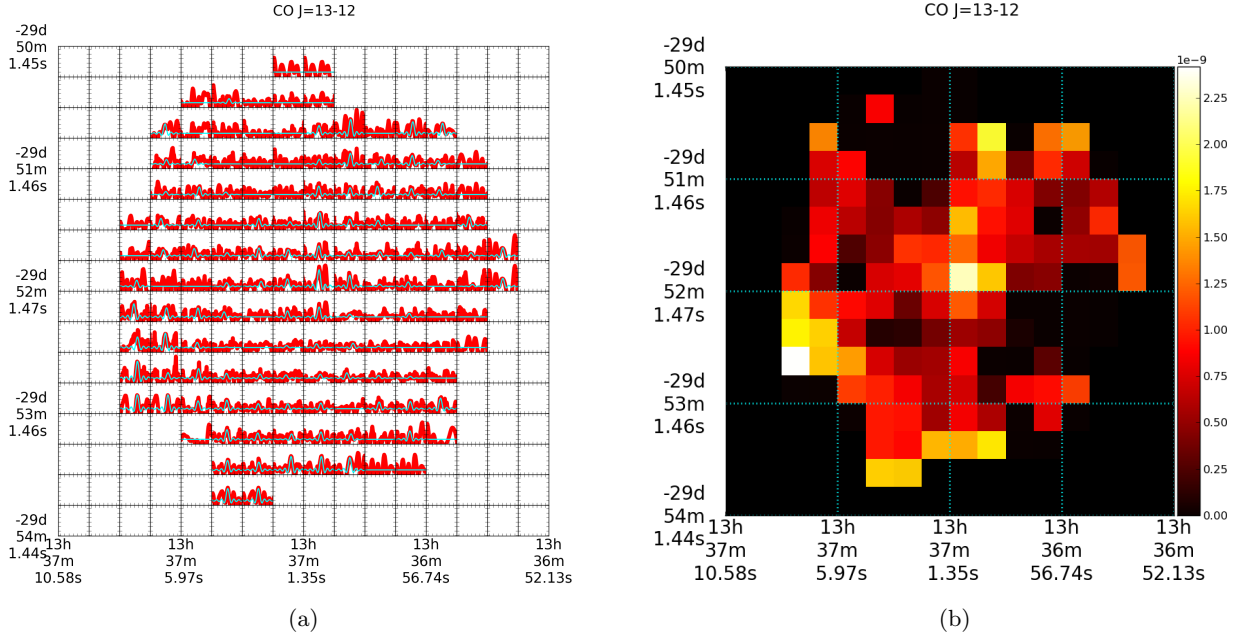 CO J=13-12
-29d
50m
1.45s
-29d
51m
1.46s
-29d
52m
1.47s
-29d
53m
1.46s
-29d
54m
1.44s
13h
37m
10.58s
13h
37m
5.97s
13h
37m
1.35s
13h
36m
56.74s
13h
36m
52.13s
(a)
CO J=13-12
-29d
50m
1.45s
-29d
51m
1.46s
-29d
52m
1.47s
-29d
53m
1.46s
-29d
54m
1.44s
13h
37m
10.58s
13h
37m
5.97s
13h
37m
1.35s
13h
36m
56.74s
13h
36m
52.13s
1e−9
2.25
2.00
1.75
1.50
1.25
1.00
0.75
0.50
0.25
0.00
(b)